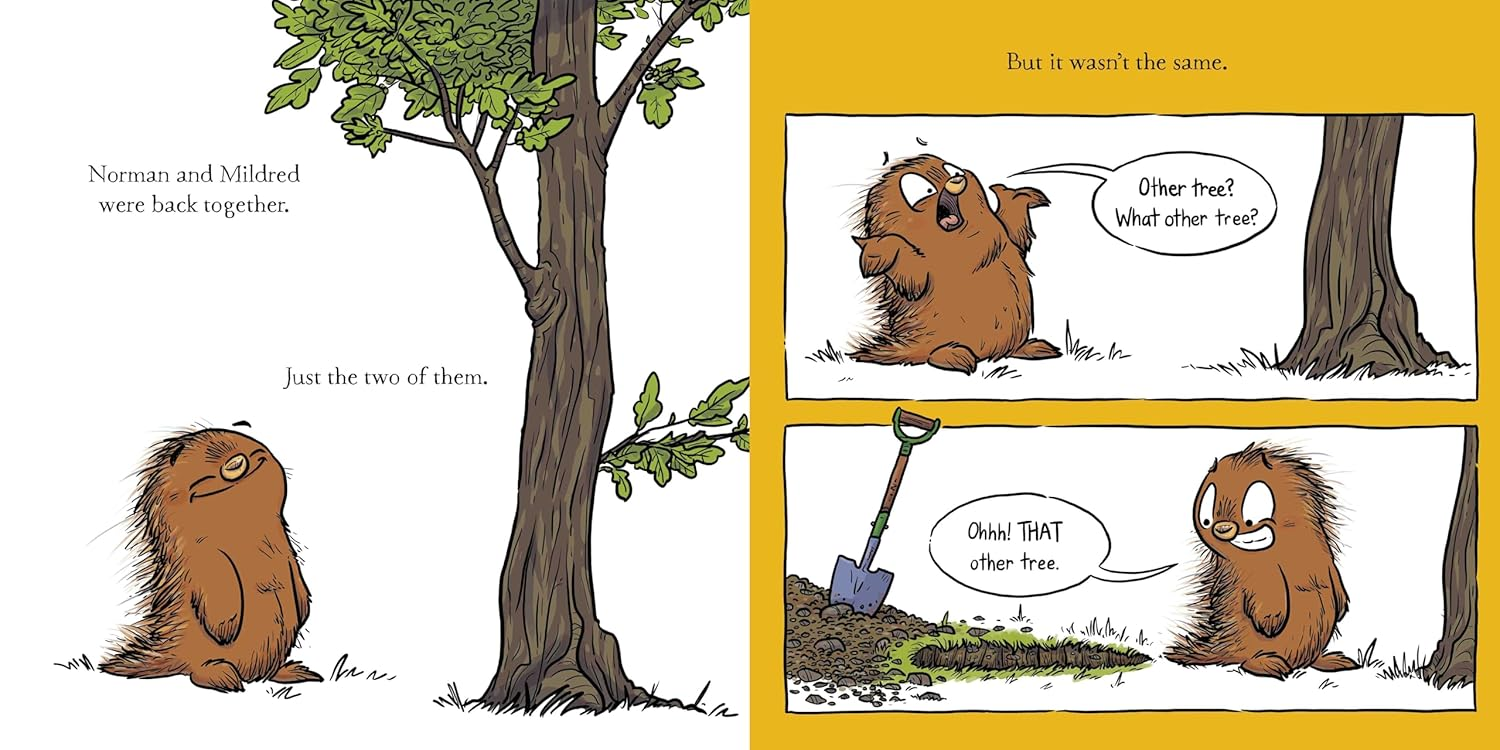 Norman and Mildred
were back together.
Just the two of them.
But it wasn't the same.
Other tree?
What other tree?
Ohhh! THAT
other tree.